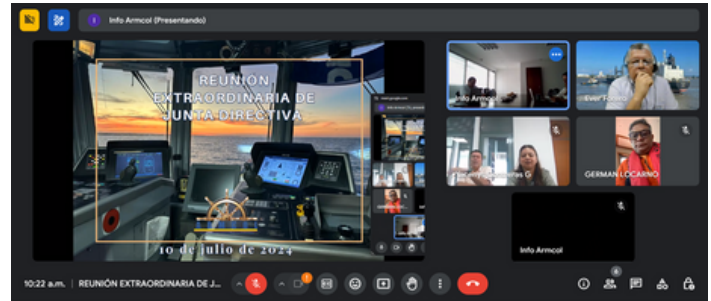 Info Armcol (Presentando)
REUNIÓN
EXTRAORDINARIA DE
JUNTA DIRECTIVA
10 de julio de 2024
Info Armcol
Ever
GERMAN LOCARNO
Info Armcol
10:22 a.m. | REUNIÓN EXTRAORDINARIA DE J...
6